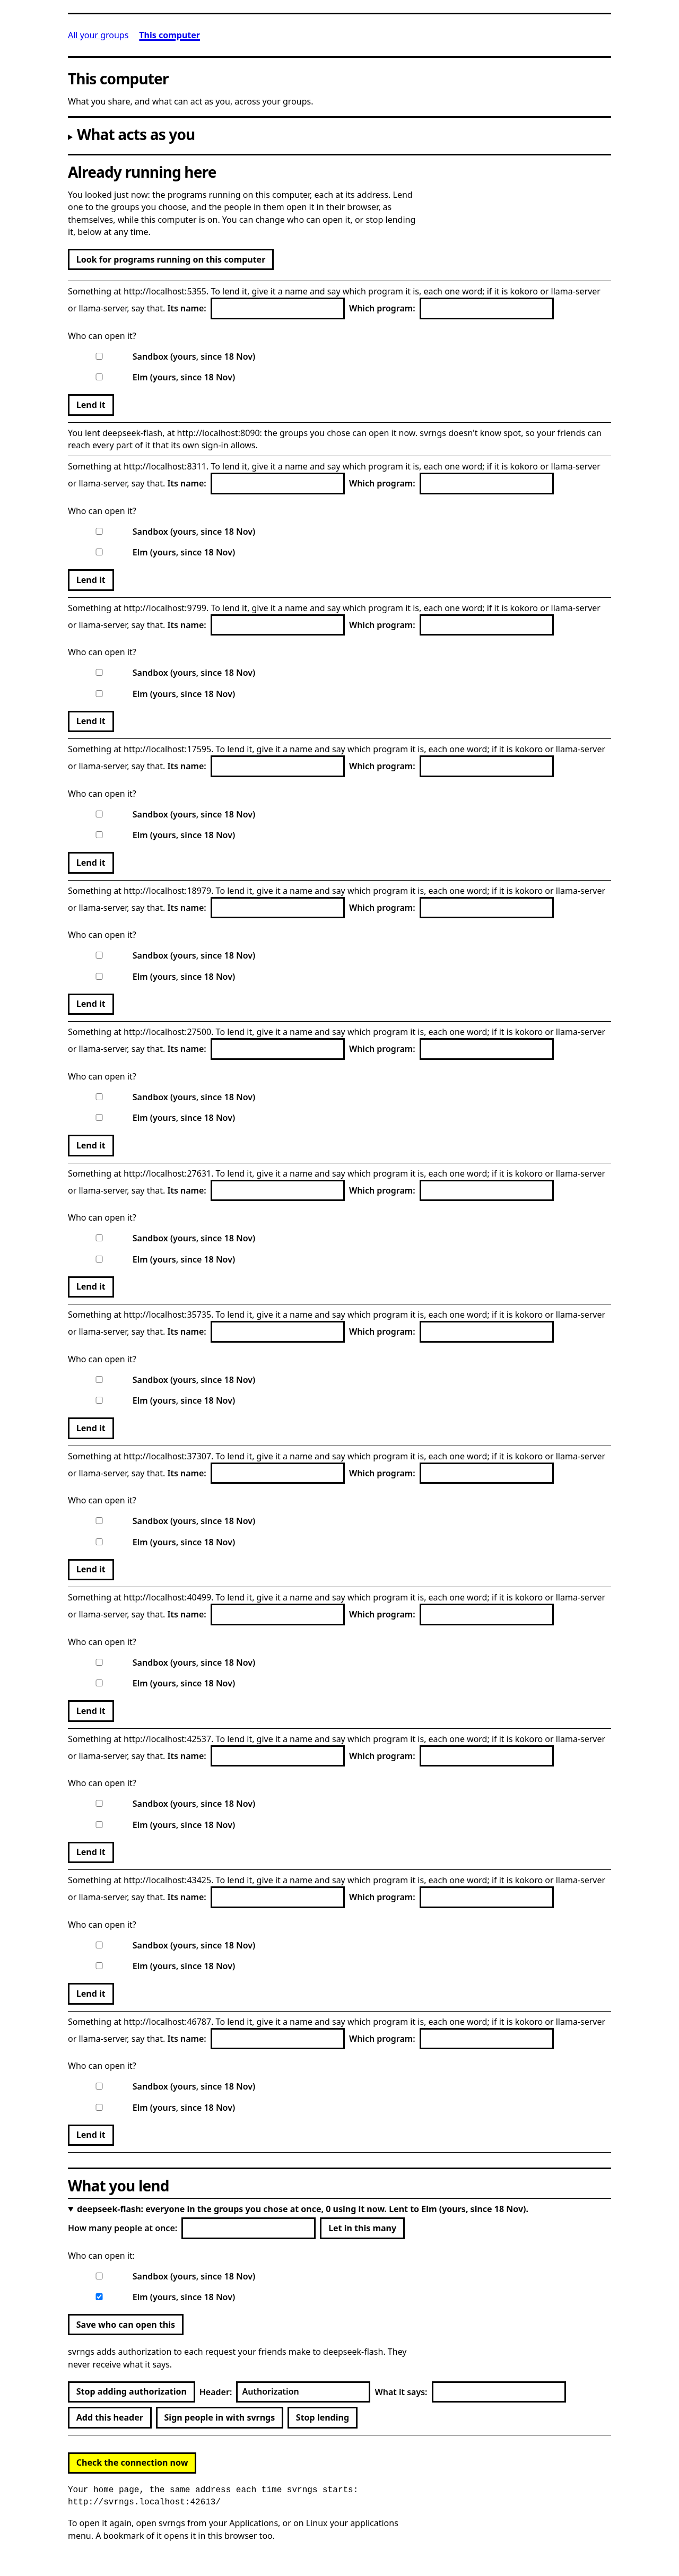 All your groups This computer
This computer
What you share, and what can act as you, across your groups.
What acts as you
Already running here
You looked just now: the programs running on this computer, each at its address. Lend
one to the groups you choose, and the people in them open it in their browser, as
themselves, while this computer is on. You can change who can open it, or stop lending
it, below at any time.
Look for programs running on this computer
Something at http://localhost:5355. To lend it, give it a name and say which program it is, each one word; if it is kokoro or llama-server
or llama-server, say that. Its name: Which program:
Who can open it?
Sandbox (yours, since 18 Nov)
Elm (yours, since 18 Nov)
Lend it
You lent deepseek-flash, at http://localhost:8090: the groups you chose can open it now. svrngs doesn't know spot, so your friends can
reach every part of it that its own sign-in allows.
Something at http://localhost:8311. To lend it, give it a name and say which program it is, each one word; if it is kokoro or llama-server
or llama-server, say that. Its name: Which program:
Who can open it?
Sandbox (yours, since 18 Nov)
Elm (yours, since 18 Nov)
Lend it
Something at http://localhost:9799. To lend it, give it a name and say which program it is, each one word; if it is kokoro or llama-server
or llama-server, say that. Its name: Which program:
Who can open it?
Sandbox (yours, since 18 Nov)
Elm (yours, since 18 Nov)
Lend it
Something at http://localhost:17595. To lend it, give it a name and say which program it is, each one word; if it is kokoro or llama-server
or llama-server, say that. Its name: Which program:
Who can open it?
Sandbox (yours, since 18 Nov)
Elm (yours, since 18 Nov)
Lend it
Something at http://localhost:18979. To lend it, give it a name and say which program it is, each one word; if it is kokoro or llama-server
or llama-server, say that. Its name: Which program:
Who can open it?
Sandbox (yours, since 18 Nov)
Elm (yours, since 18 Nov)
Lend it
Something at http://localhost:27500. To lend it, give it a name and say which program it is, each one word; if it is kokoro or llama-server
or llama-server, say that. Its name: Which program:
Who can open it?
Sandbox (yours, since 18 Nov)
Elm (yours, since 18 Nov)
Lend it
Something at http://localhost:27631. To lend it, give it a name and say which program it is, each one word; if it is kokoro or llama-server
or llama-server, say that. Its name: Which program:
Who can open it?
Sandbox (yours, since 18 Nov)
Elm (yours, since 18 Nov)
Lend it
Something at http://localhost:35735. To lend it, give it a name and say which program it is, each one word; if it is kokoro or llama-server
or llama-server, say that. Its name: Which program:
Who can open it?
Sandbox (yours, since 18 Nov)
Elm (yours, since 18 Nov)
Lend it
Something at http://localhost:37307. To lend it, give it a name and say which program it is, each one word; if it is kokoro or llama-server
or llama-server, say that. Its name: Which program:
Who can open it?
Sandbox (yours, since 18 Nov)
Elm (yours, since 18 Nov)
Lend it
Something at http://localhost:40499. To lend it, give it a name and say which program it is, each one word; if it is kokoro or llama-server
or llama-server, say that. Its name: Which program:
Who can open it?
Sandbox (yours, since 18 Nov)
Elm (yours, since 18 Nov)
Lend it
Something at http://localhost:42537. To lend it, give it a name and say which program it is, each one word; if it is kokoro or llama-server
or llama-server, say that. Its name: Which program:
Who can open it?
Sandbox (yours, since 18 Nov)
Elm (yours, since 18 Nov)
Lend it
Something at http://localhost:43425. To lend it, give it a name and say which program it is, each one word; if it is kokoro or llama-server
or llama-server, say that. Its name: Which program:
Who can open it?
Sandbox (yours, since 18 Nov)
Elm (yours, since 18 Nov)
Lend it
Something at http://localhost:46787. To lend it, give it a name and say which program it is, each one word; if it is kokoro or llama-server
or llama-server, say that. Its name: Which program:
Who can open it?
Sandbox (yours, since 18 Nov)
Elm (yours, since 18 Nov)
Lend it
What you lend
deepseek-flash: everyone in the groups you chose at once, 0 using it now. Lent to Elm (yours, since 18 Nov).
How many people at once: Let in this many
Who can open it:
Sandbox (yours, since 18 Nov)
Elm (yours, since 18 Nov)
Save who can open this
svrngs adds authorization to each request your friends make to deepseek-flash. They
never receive what it says.
Stop adding authorization Header: Authorization What it says:
Add this header Sign people in with svrngs Stop lending
Check the connection now
Your home page, the same address each time svrngs starts:
http://svrngs.localhost:42613/
To open it again, open svrngs from your Applications, or on Linux your applications
menu. A bookmark of it opens it in this browser too.